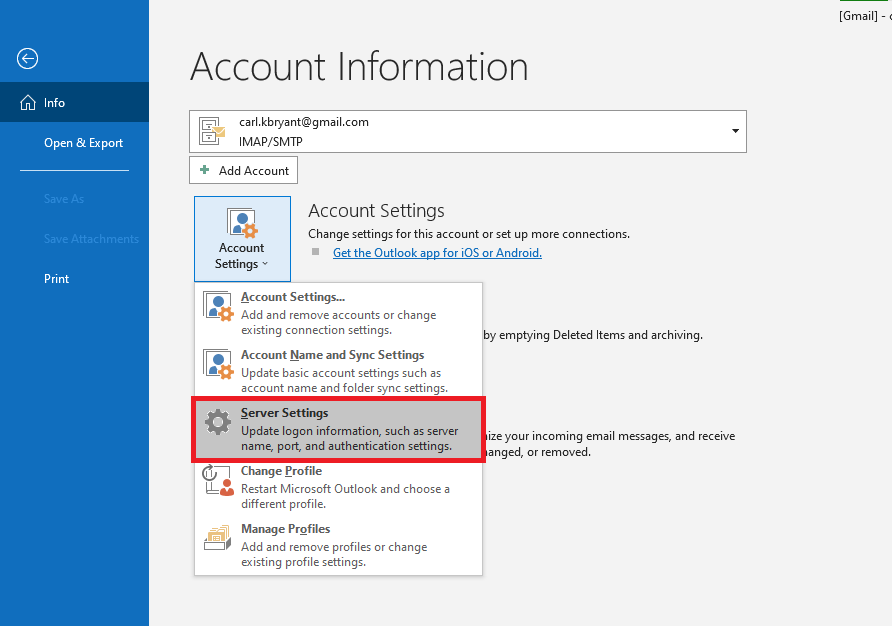 [Gmail] -
Account Information
Info
Open & Export
Save As
Save Attachments
Print
carl.kbryant@gmail.com
IMAP/SMTP
Add Account
Account
Settings
Account Settings
Change settings for this account or set up more connections.
Get the Outlook app for iOS or Android.
Account Settings...
Add and remove accounts or change
existing connection settings.
by emptying Deleted Items and archiving.
Account Name and Sync Settings
Update basic account settings such as
account name and folder sync settings.
Server Settings
Update logon information, such as server
name, port, and authentication settings.
your incoming email messages, and receive
or removed.
Change Profile
Restart Microsoft Outlook and choose a
different profile.
Manage Profiles
Add and remove profiles or change
existing profile settings.